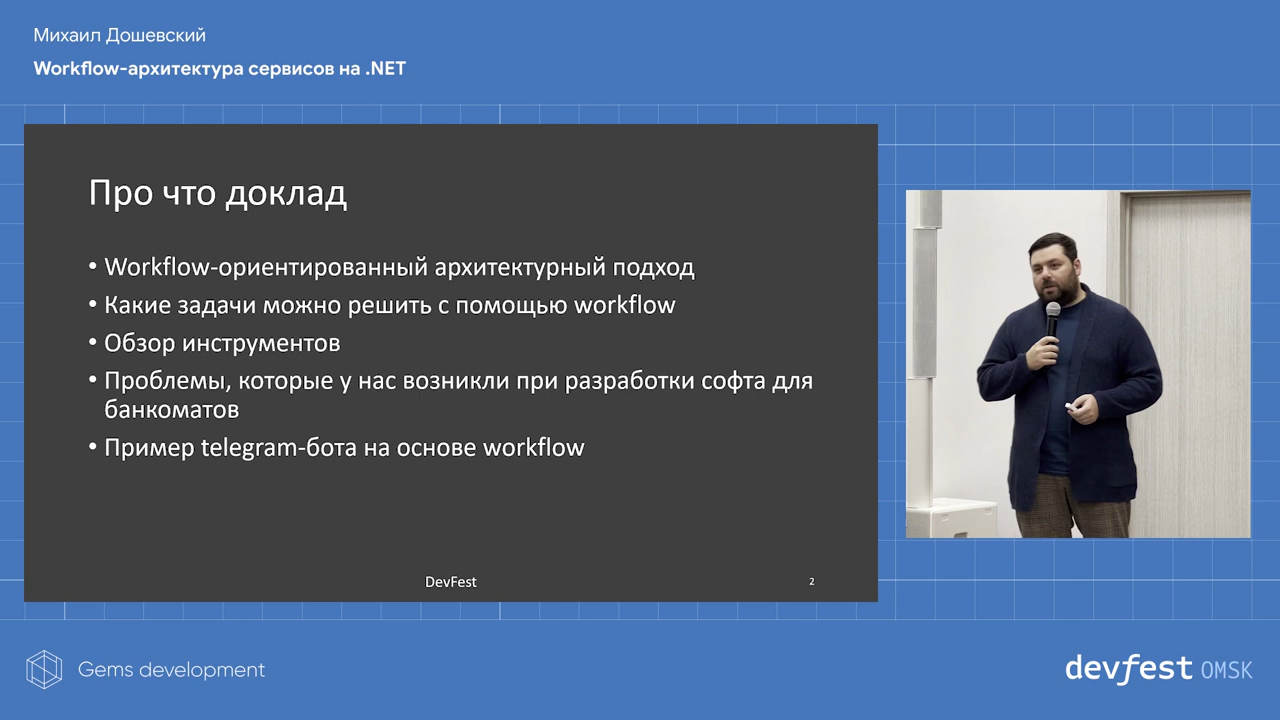 Михаил Дошевский
Workflow-архитектура сервисов на .NET
Про что доклад
• Workflow-ориентированный архитектурный подход
• Какие задачи можно решить с помощью workflow
• Обзор инструментов
• Проблемы, которые у нас возникли при разработки софта для
банкоматов
• Пример telegram-бота на основе workflow
DevFest
2
Gems development
devfest OMSK